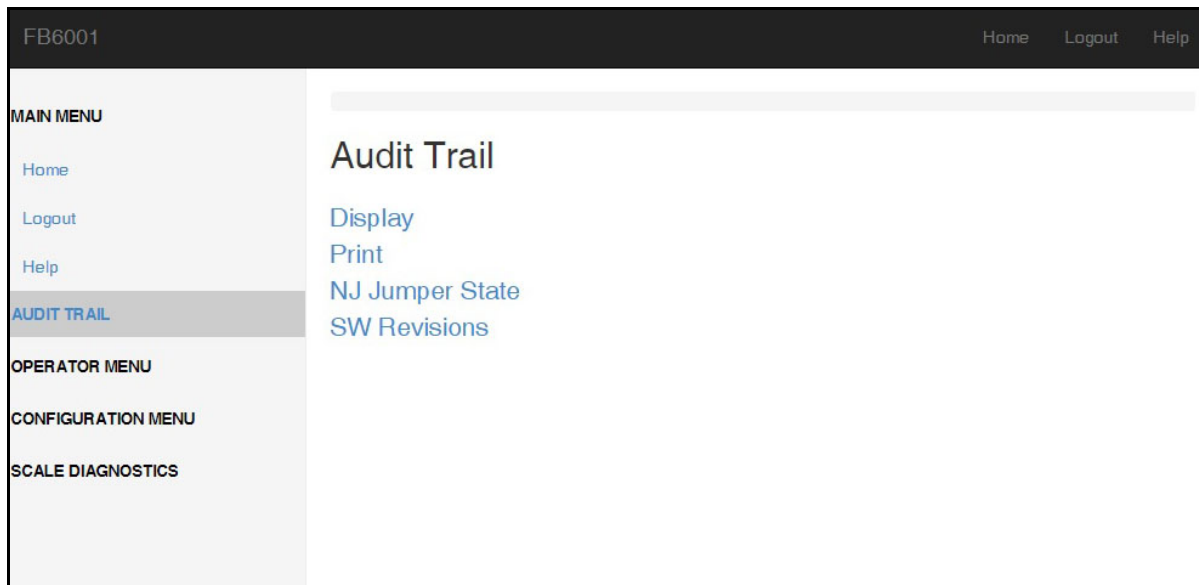 FB6001
Home Logout Help
MAIN MENU
Home
Logout
Help
AUDIT TRAIL
OPERATOR MENU
CONFIGURATION MENU
SCALE DIAGNOSTICS
Audit Trail
Display
Print
NJ Jumper State
SW Revisions